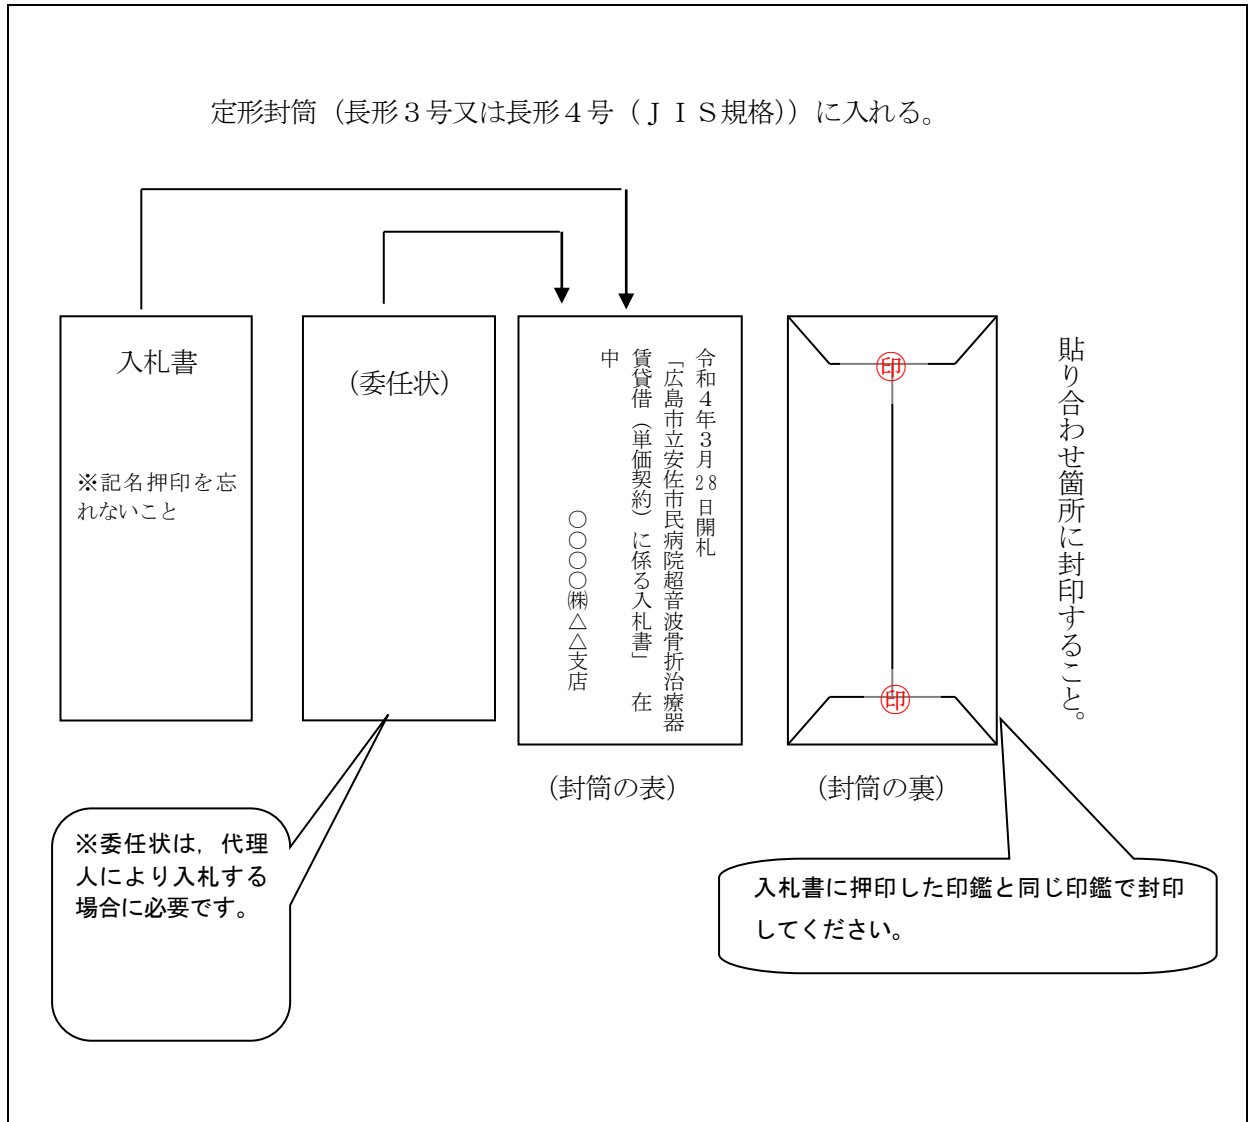 定形封筒（長形３号又は長形４号（ＪＩＳ規格））に入れる。
入札書
※記名押印を忘
れないこと
（委任状）
令和４年３月28日開札
「広島市立安佐市民病院超音波骨折治療器
賃貸借（単価契約）に係る入札書」　在
中
○○○○㈱△△支店
印
印
貼り合わせ箇所に封印すること。
（封筒の表）
（封筒の裏）
※委任状は，代理
人により入札する
場合に必要です。
入札書に押印した印鑑と同じ印鑑で封印
してください。